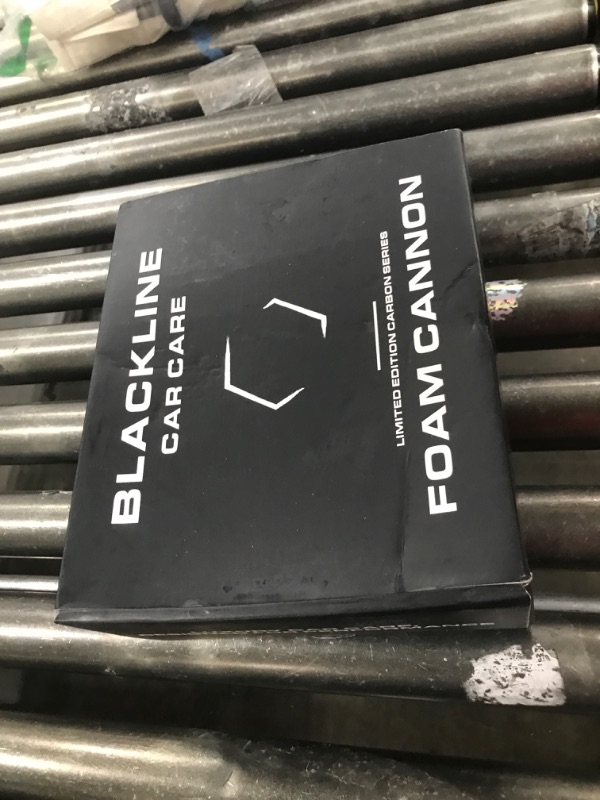 BLACKLINE
CAR CARE
LIMITED EDITION CARBON SERIES
FOAM CANNON